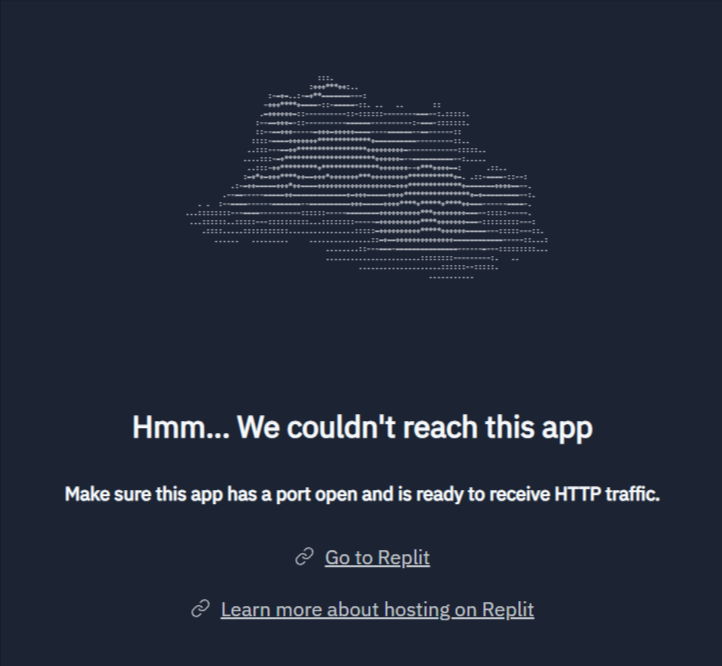 Hmm... We couldn't reach this app
Make sure this app has a port open and is ready to receive HTTP traffic.
Go to Replit
Learn more about hosting on Replit